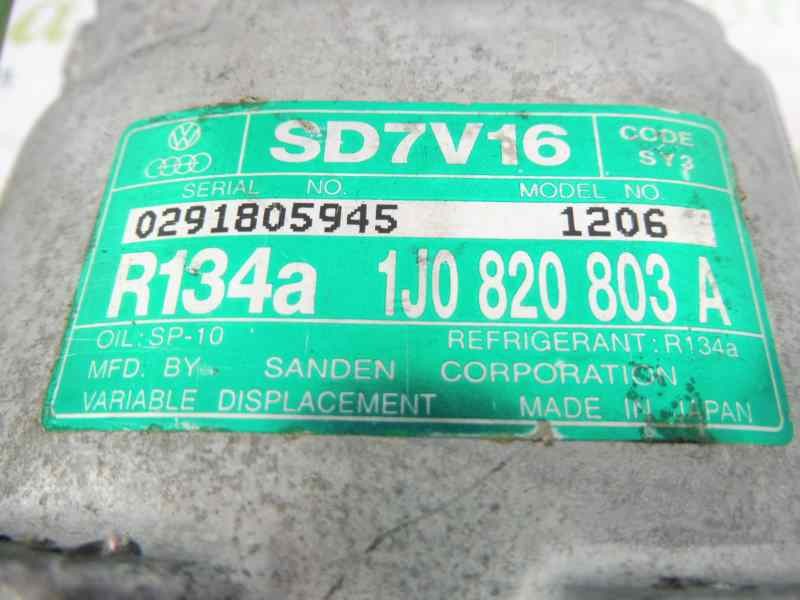 SD7V16
CODE
SY3
SERIAL NO. MODEL NO.
0291805945 1206
R134a 1J0 820 803 A
OIL: SP-10 REFRIGERANT: R134a
MFD. BY SANDEN CORPORATION
VARIABLE DISPLACEMENT MADE IN JAPAN